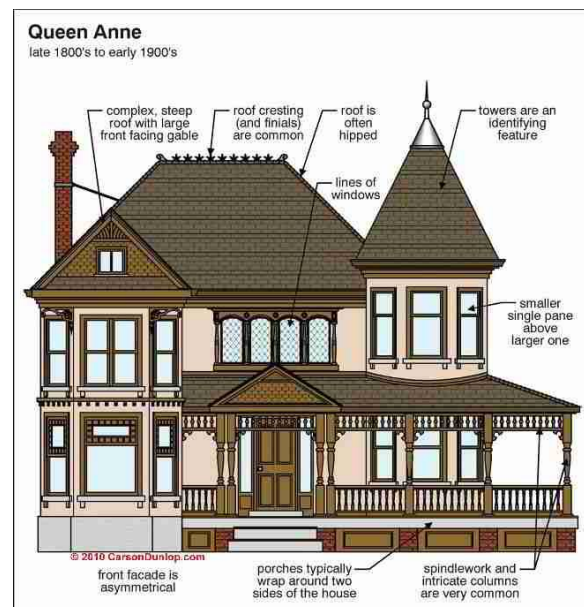 Queen Anne
late 1800's to early 1900's
complex, steep
roof with large
front facing gable
roof cresting
(and finials)
are common
roof is
often
hipped
towers are an
identifying
feature
lines of
windows
smaller
single pane
above
larger one
© 2010 CarsonDunlop.com
front facade is
asymmetrical
porches typically
wrap around two
sides of the house
spindlework and
intricate columns
are very common